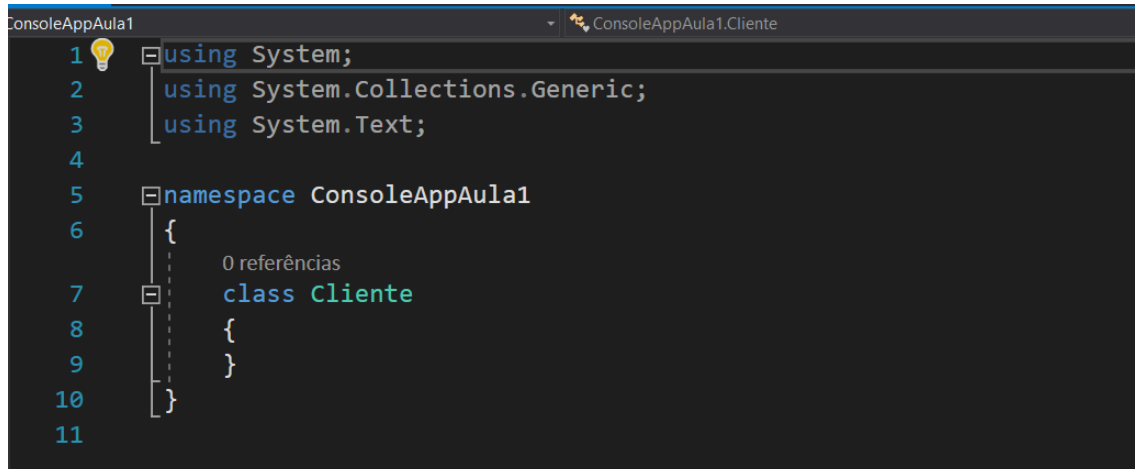 ConsoleAppAula1 ConsoleAppAula1.Cliente
1 using System;
2 using System.Collections.Generic;
3 using System.Text;
4
5 namespace ConsoleAppAula1
6 {
0 referências
7 class Cliente
8 {
9 }
10 }
11